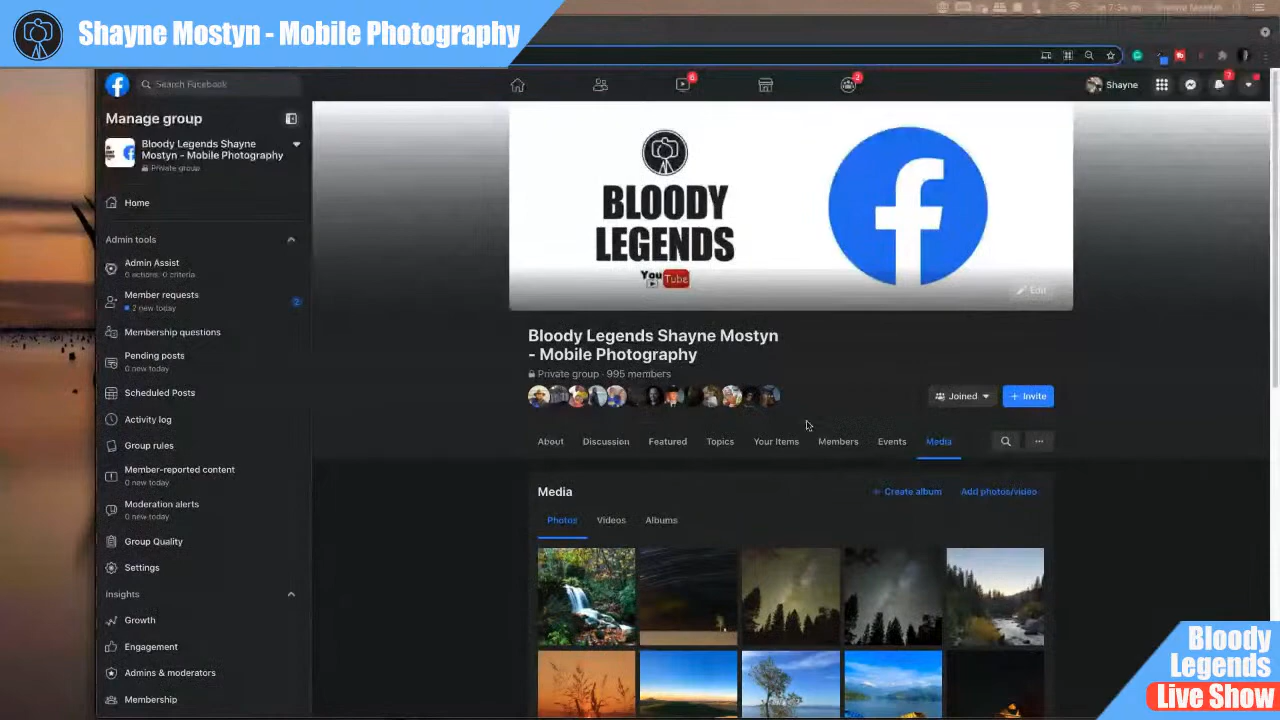 Shayne Mostyn - Mobile Photography
Search Facebook
6
2
Shayne
7
Manage group
Bloody Legends Shayne
Mostyn - Mobile Photography
Private group
Home
Admin tools
Admin Assist
0 actions, 0 criteria
Member requests
2 new today
2
Membership questions
Pending posts
0 new today
Scheduled Posts
Activity log
Group rules
Member-reported content
0 new today
Moderation alerts
0 new today
Group Quality
Settings
Insights
Growth
Engagement
Admins & moderators
Membership
BLOODY
LEGENDS
YouTube
Edit
Bloody Legends Shayne Mostyn
- Mobile Photography
Private group · 995 members
Joined
+ Invite
About
Discussion
Featured
Topics
Your Items
Members
Events
Media
Media
+ Create album
Add photos/video
Photos
Videos
Albums
Bloody
Legends
Live Show